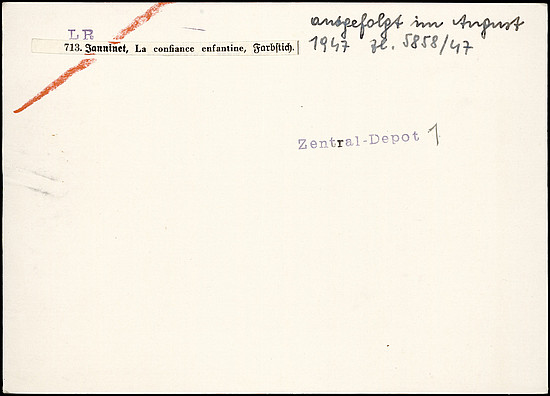 LR
713. Janninet, La confiance enfantine, Farbstich.
ausgefolgt im August
1947 zl. 5858/47
Zentral-Depot 1